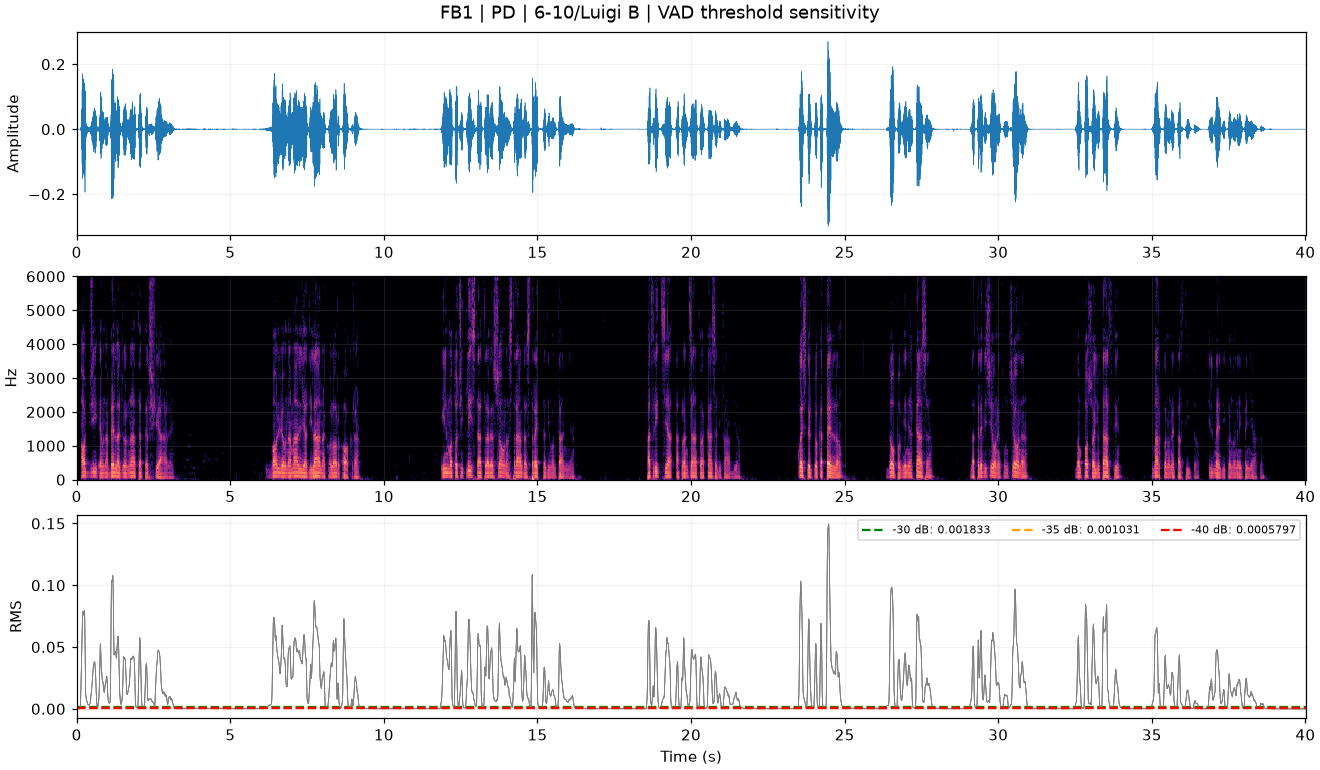 FB1 | PD | 6-10/Luigi B | VAD threshold sensitivity
Amplitude
0.2
0.0
−0.2
0 5 10 15 20 25 30 35 40
Hz
6000
5000
4000
3000
2000
1000
0
0 5 10 15 20 25 30 35 40
RMS
0.15
0.10
0.05
0.00
-30 dB: 0.001833 -35 dB: 0.001031 -40 dB: 0.0005797
0 5 10 15 20 25 30 35 40
Time (s)